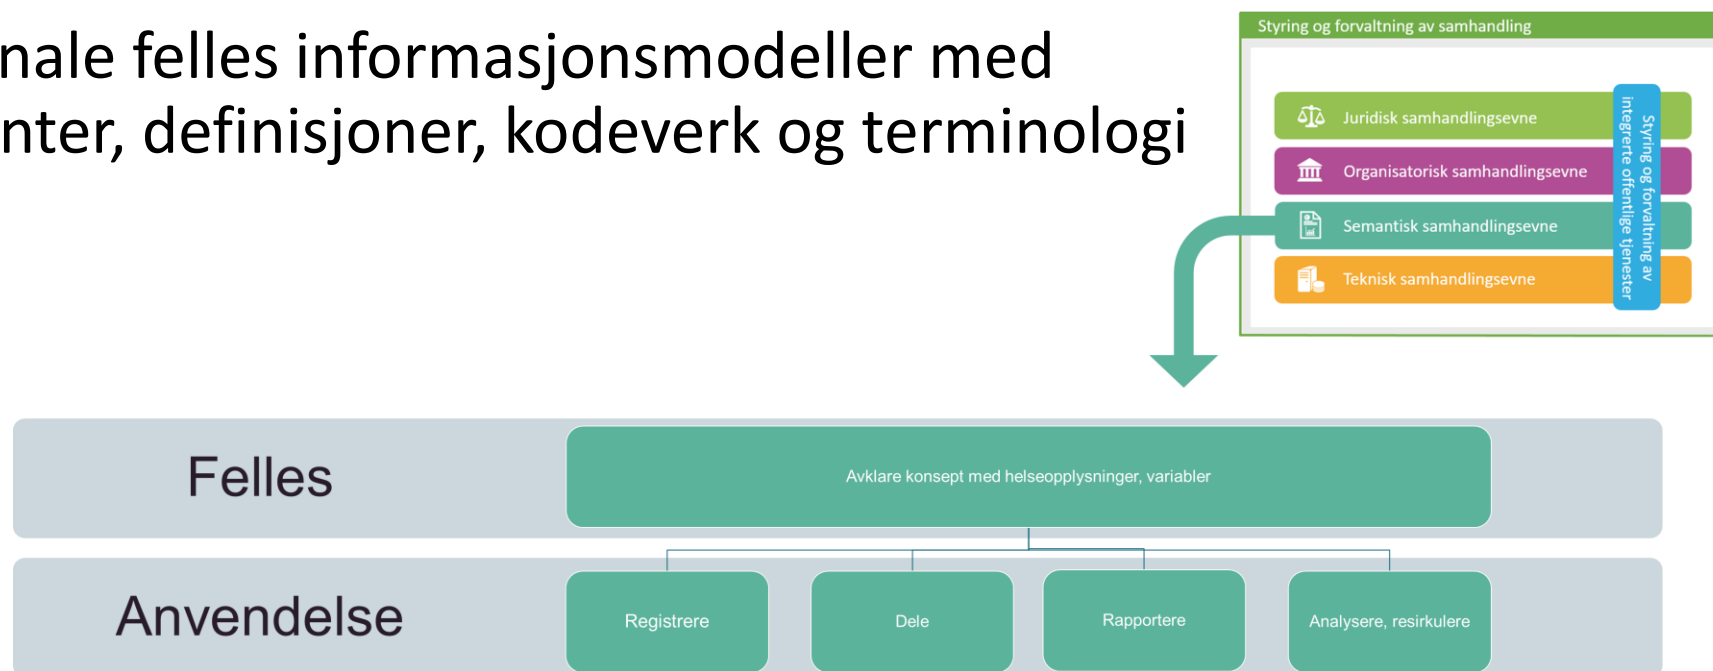 nale felles informasjonsmodeller med
nter, definisjoner, kodeverk og terminologi
Styring og forvaltning av samhandling
Juridisk samhandlingsevne
Organisatorisk samhandlingsevne
Semantisk samhandlingsevne
Teknisk samhandlingsevne
Styring og forvaltning av
integrerte offentlige tjenester
Felles
Avklare konsept med helseopplysninger, variabler
Anvendelse
Registrere
Dele
Rapportere
Analysere, resirkulere